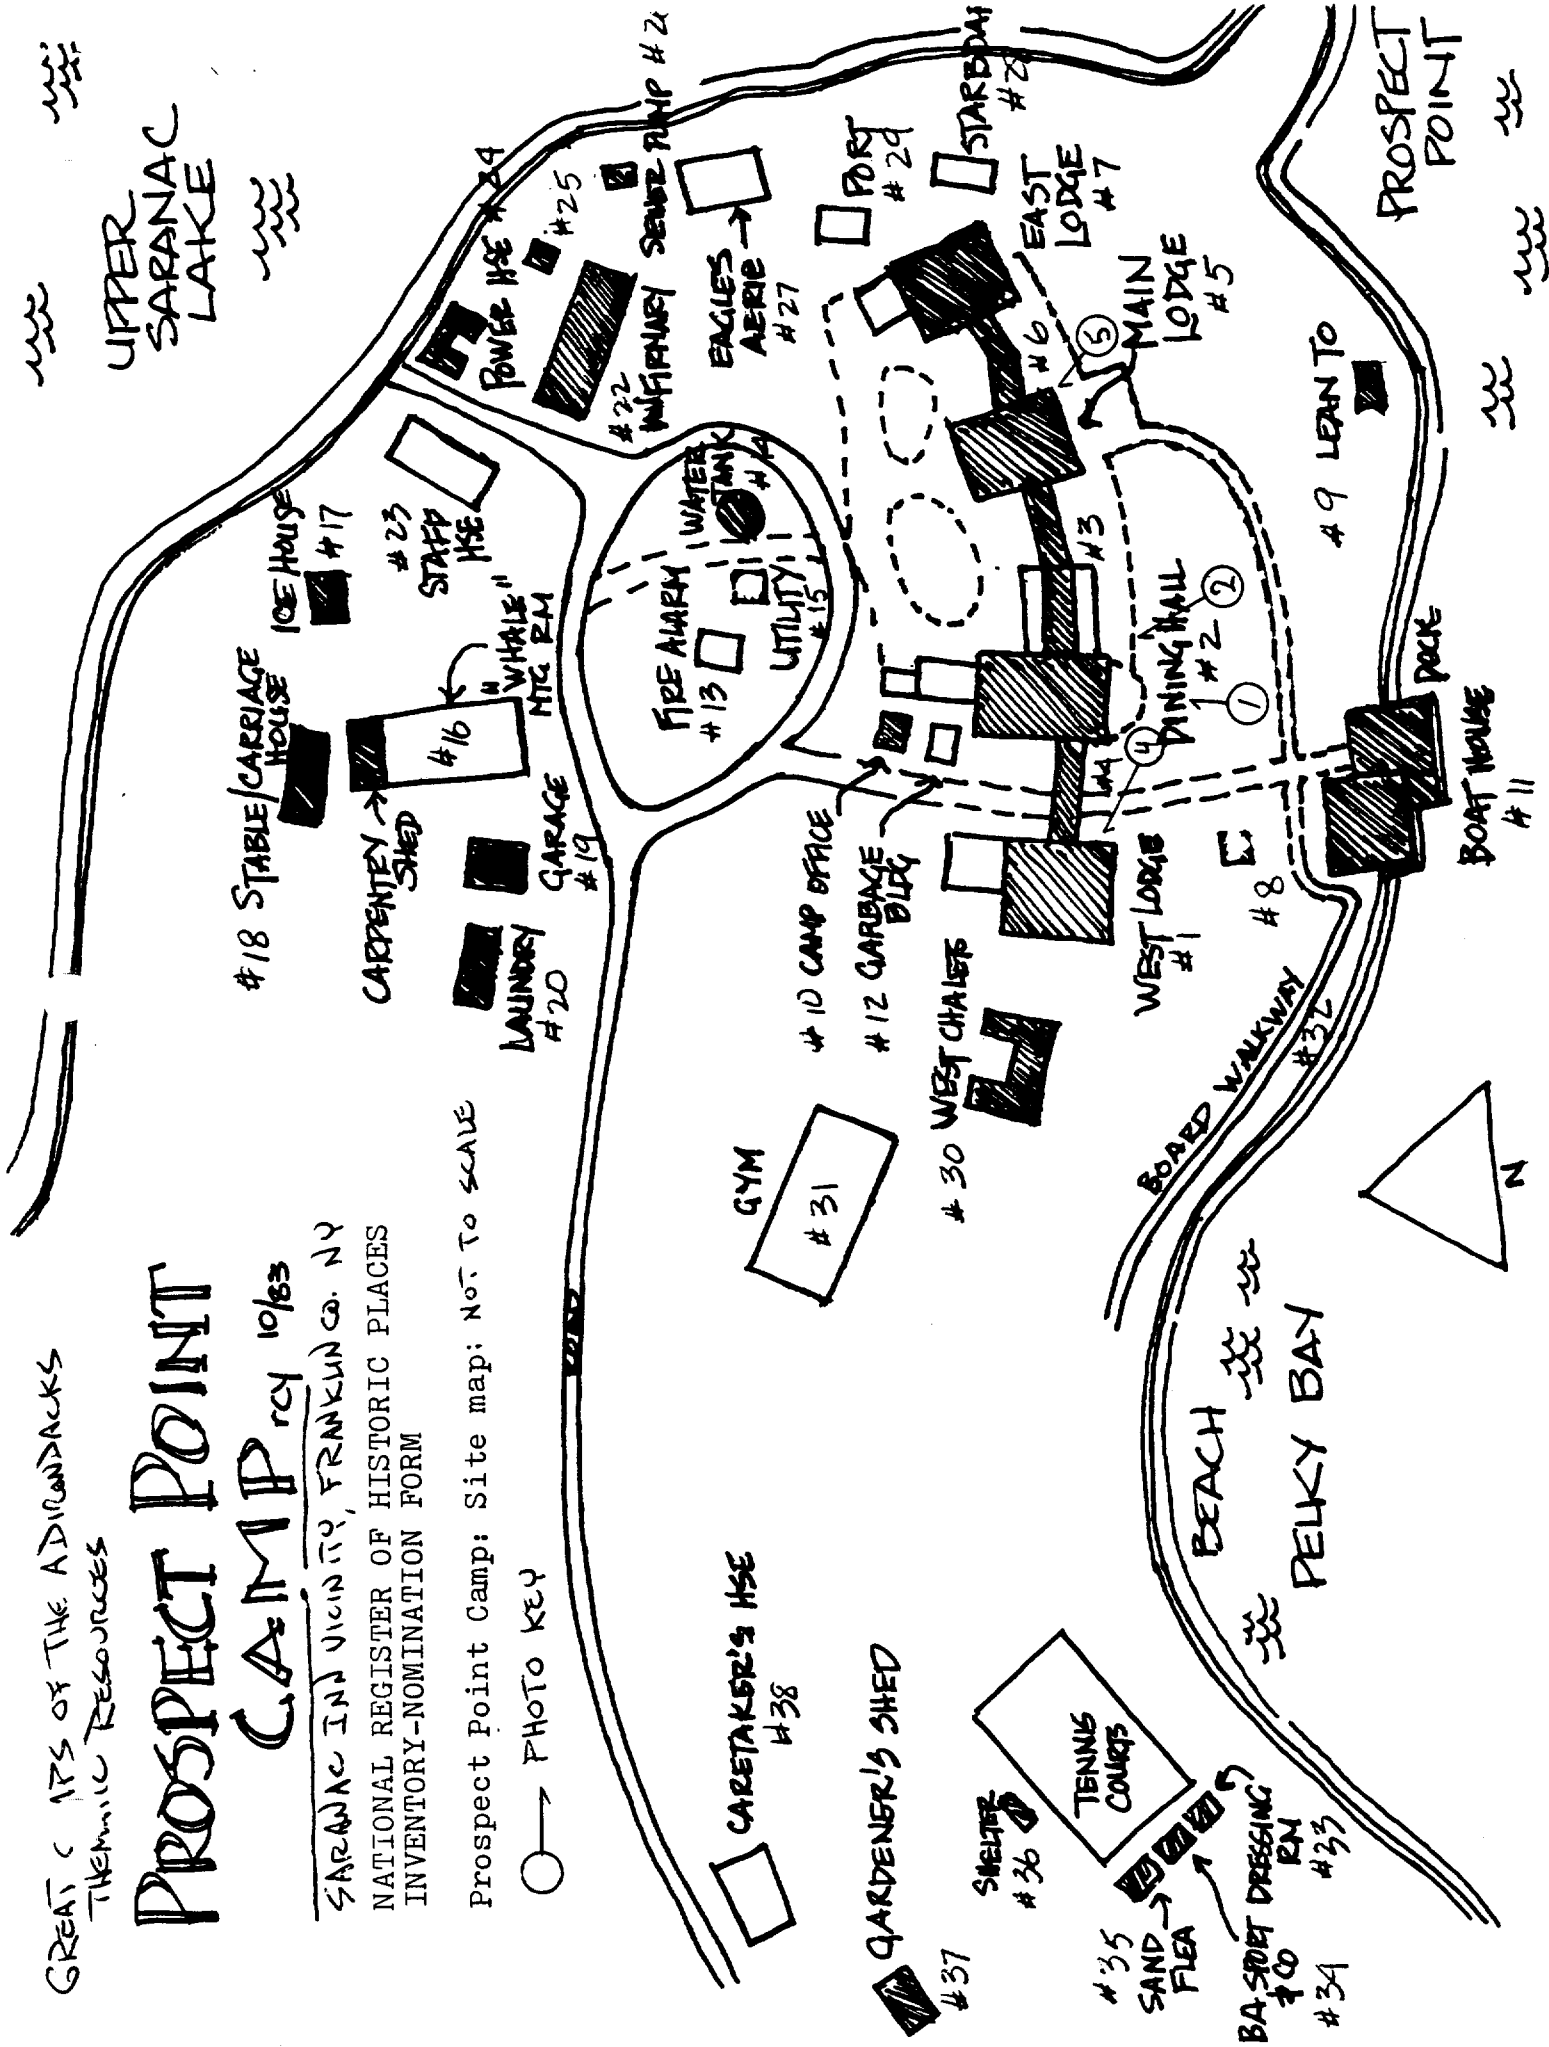 GREAT C MPS OF THE ADIRONDACKS
THEMATIC RESOURCES
PROSPECT POINT
CAMP rcy 10/83
SARANAC INN VICINITY, FRANKLIN CO. NY
NATIONAL REGISTER OF HISTORIC PLACES
INVENTORY-NOMINATION FORM
Prospect Point Camp: Site map: NOT TO SCALE
PHOTO KEY
UPPER
SARANAC
LAKE
#18 STABLE/CARRIAGE
HOUSE
ICE HOUSE
#17
CARPENTRY
SHED
#16
"WHALE"
MTG RM
#23
STAFF
HSE
POWER HSE #24
#25
SEWER PUMP #2
#22
INFIRMARY
EAGLES
AERIE
#27
LAUNDRY
#20
GARAGE
#19
FIRE ALARM
#13
WATER
TANK
#14
UTILITY
#15
PORT
#29
STARBOA
#28
#10 CAMP OFFICE
#12 GARBAGE
BLDG
EAST
LODGE
#7
#6
5
MAIN
LODGE
#5
#3
DINING HALL
#2
2
1
#4
4
WEST LODGE
#1
#8
#9 LEAN TO
GYM
#31
#30 WEST CHALET
BOARD WALKWAY
#32
DOCK
BOAT HOUSE
#11
PROSPECT
POINT
CARETAKER'S HSE
#38
GARDENER'S SHED
#37
SHELTER
#36
TENNIS
COURTS
#35
SAND
FLEA
BA SPORT
& CO
#34
DRESSING
RM
#33
BEACH
PELKY BAY
N